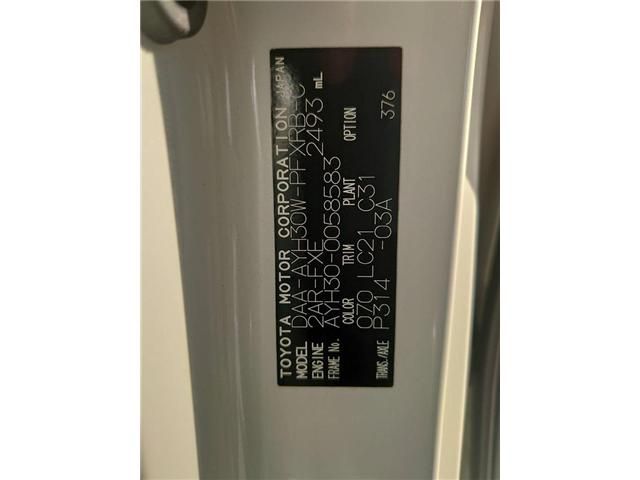 TOYOTA MOTOR CORPORATION JAPAN
MODEL DAA-AYH30W-PFXRB-C
ENGINE 2AR-FXE 2493 mL
FRAME No. AYH30-0058583
COLOR TRIM PLANT OPTION
070 LC21 C31 376
TRANS./AXLE P314 -03A